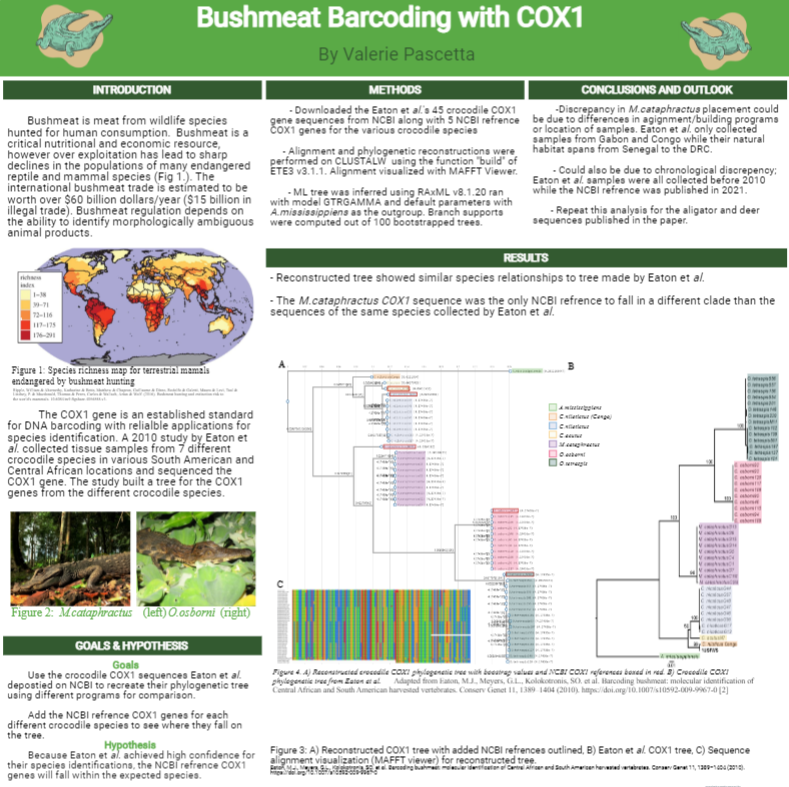 Bushmeat Barcoding with COX1
By Valerie Pascetta
INTRODUCTION
Bushmeat is meat from wildlife species
hunted for human consumption.  Bushmeat is a
critical nutritional and economic resource,
however over exploitation has lead to sharp
declines in the populations of many endangered
reptile and mammal species (Fig 1.). The
international bushmeat trade is estimated to be
worth over $60 billion dollars/year ($15 billion in
illegal trade). Bushmeat regulation depends on
the ability to identify morphologically ambiguous
animal products.
richness
index
1–38
39–71
72–116
117–175
176–291
Figure 1: Species richness map for terrestrial mamals
endangered by bushmeat hunting
The COX1 gene is an established standard
for DNA barcoding with relialble applications for
species identification. A 2010 study by Eaton et
al. collected tissue samples from 7 different
crocodile species in various South American and
Central African locations and sequenced the
COX1 gene. The study built a tree for the COX1
genes from the different crocodile species.
Figure 2: M.cataphractus (left) O.osborni (right)
GOALS & HYPOTHESIS
Goals
Use the crocodile COX1 sequences Eaton et al.
depostied on NCBI to recreate their phylogenetic tree
using different programs for comparison.
Add the NCBI refrence COX1 genes for each
different crocodile species to see where they fall on
the tree.
Hypothesis
Because Eaton et al. achieved high confidence for
their species identifications, the NCBI refrence COX1
genes will fall within the expected species.
METHODS
- Downloaded the Eaton et al.'s 45 crocodile COX1
gene sequences from NCBI along with 5 NCBI refrence
COX1 genes for the various crocodile species
- Alignment and phylogenetic reconstructions were
performed on CLUSTALW  using the function "build" of
ETE3 v3.1.1. Alignment visualized with MAFFT Viewer.
- ML tree was inferred using RAxML v8.1.20 ran
with model GTRGAMMA and default parameters with
A.mississippiens as the outgroup. Branch supports
were computed out of 100 bootstrapped trees.
CONCLUSIONS AND OUTLOOK
-Discrepancy in M.cataphractus placement could
be due to differences in agignment/building programs
or location of samples. Eaton et al. only collected
samples from Gabon and Congo while their natural
habitat spans from Senegal to the DRC.
- Could also be due to chronological discrepency;
Eaton et al. samples were all collected before 2010
while the NCBI refrence was published in 2021.
- Repeat this analysis for the aligator and deer
sequences published in the paper.
RESULTS
- Reconstructed tree showed similar species relationships to tree made by Eaton et al.
- The M.cataphractus COX1 sequence was the only NCBI refrence to fall in a different clade than the
sequences of the same species collected by Eaton et al.
A
B
A.mississippiens
C.niloticus (Congo)
C.niloticus
C.acutus
M.cataphractus
O.osborni
O.tetraspis
C
Figure 4. A) Reconstructed crocodile COX1 phylogenetic tree with bootsrap values and NCBI COX1 references boxed in red. B) Crocodile COX1
phylogenetic tree from Eaton et al. Adapted from Eaton, M.J., Meyers, G.L., Kolokotronis, SO. et al. Barcoding bushmeat: molecular identification of
Central African and South American harvested vertebrates. Conserv Genet 11, 1389–1404 (2010). https://doi.org/10.1007/s10592-009-9967-0 [2]
Figure 3: A) Reconstructed COX1 tree with added NCBI refrences outlined, B) Eaton et al. COX1 tree, C) Sequence
alignment visualization (MAFFT viewer) for reconstructed tree.
Eaton, M.J., Meyers, G.L., Kolokotronis, SO. et al. Barcoding bushmeat: molecular identification of Central African and South American harvested vertebrates. Conserv Genet 11, 1389–1404 (2010).
https://doi.org/10.1007/s10592-009-9967-0